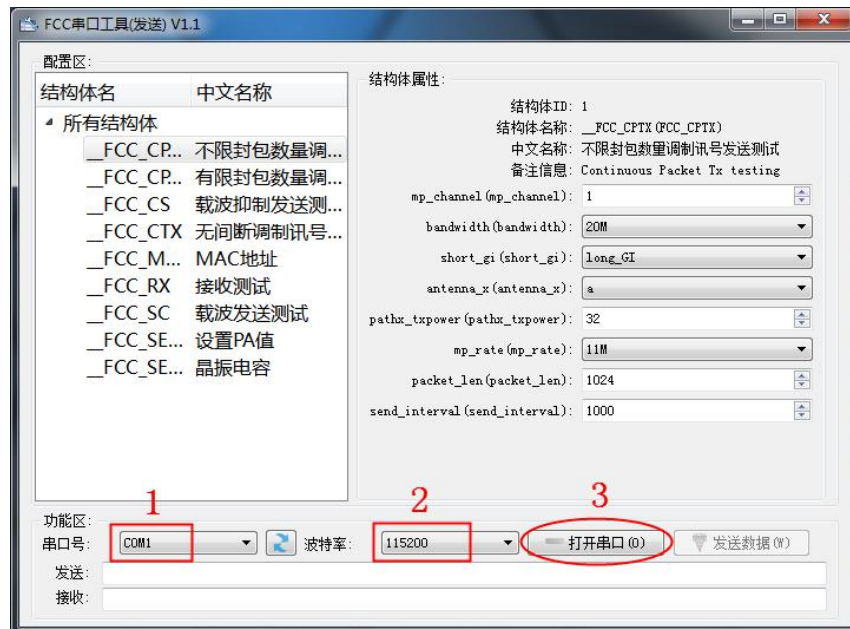 FCC串口工具(发送) V1.1
配置区:
结构体名 中文名称
所有结构体
__FCC_CP... 不限封包数量调...
__FCC_CP... 有限封包数量调...
__FCC_CS 载波抑制发送测...
__FCC_CTX 无间断调制讯号...
__FCC_M... MAC地址
__FCC_RX 接收测试
__FCC_SC 载波发送测试
__FCC_SE... 设置PA值
__FCC_SE... 晶振电容
结构体属性:
结构体ID: 1
结构体名称: __FCC_CPTX(FCC_CPTX)
中文名称: 不限封包数量调制讯号发送测试
备注信息: Continuous Packet Tx testing
mp_channel(mp_channel): 1
bandwidth(bandwidth): 20M
short_gi(short_gi): long_GI
antenna_x(antenna_x): a
pathx_txpower(pathx_txpower): 32
mp_rate(mp_rate): 11M
packet_len(packet_len): 1024
send_interval(send_interval): 1000
1 2 3
功能区:
串口号: COM1 波特率: 115200 打开串口(O) 发送数据(W)
发送:
接收: